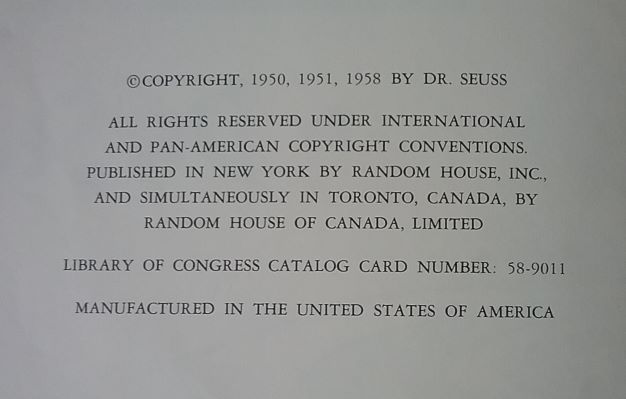 ©COPYRIGHT, 1950, 1951, 1958 BY DR. SEUSS
ALL RIGHTS RESERVED UNDER INTERNATIONAL
AND PAN-AMERICAN COPYRIGHT CONVENTIONS.
PUBLISHED IN NEW YORK BY RANDOM HOUSE, INC.,
AND SIMULTANEOUSLY IN TORONTO, CANADA, BY
RANDOM HOUSE OF CANADA, LIMITED
LIBRARY OF CONGRESS CATALOG CARD NUMBER: 58-9011
MANUFACTURED IN THE UNITED STATES OF AMERICA